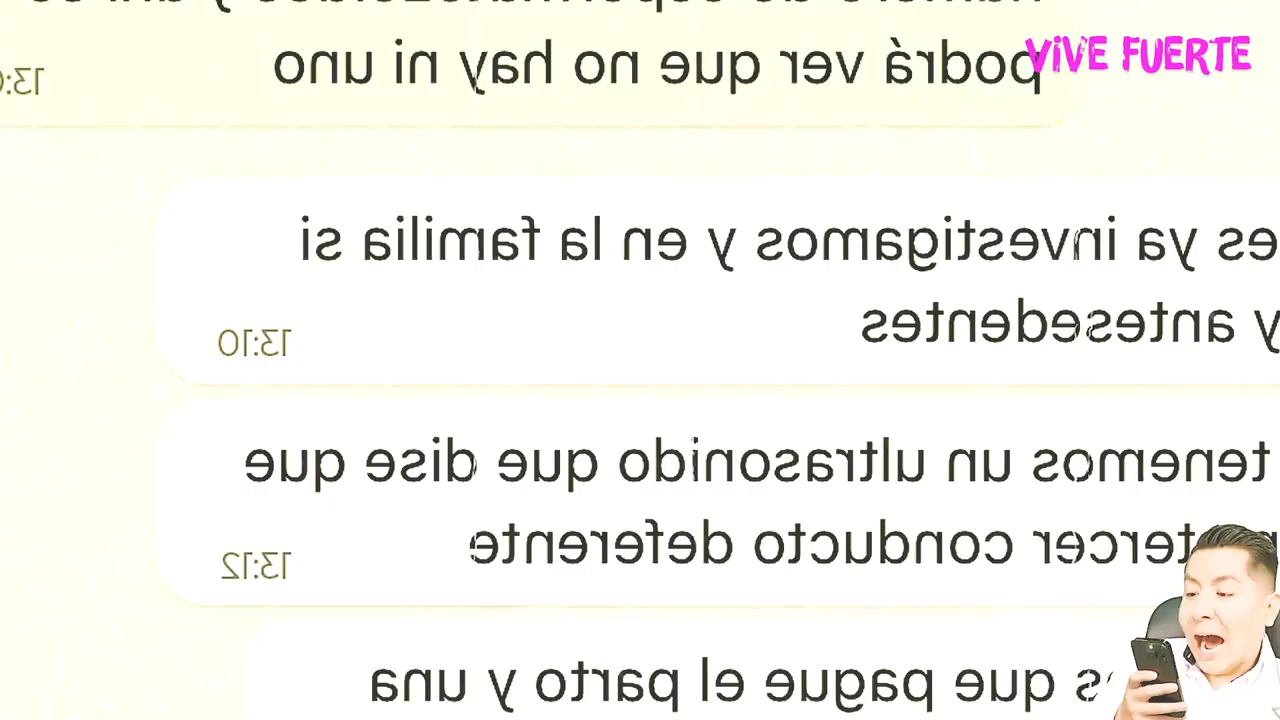 VIVE FUERTE
podrá ver que no hay ni uno
es ya investigamos y en la familia si
y antesedentes
13:10
tenemos un ultrasonido que dise que
tercer conducto deferente
13:12
que pague el parto y una